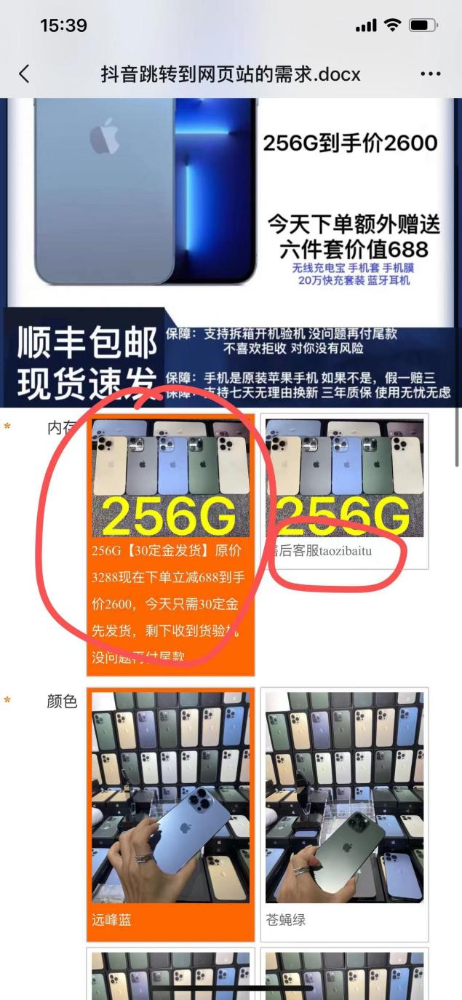 15:39
抖音跳转到网页站的需求.docx
256G到手价2600
今天下单额外赠送
六件套价值688
无线充电宝 手机套 手机膜
20万快充套装 蓝牙耳机
顺丰包邮
现货速发
保障： 支持拆箱开机验机 没问题再付尾款
不喜欢拒收 对你没有风险
保障： 手机是原装苹果手机 如果不是，假一赔三
保障： 支持七天无理由换新 三年质保 使用无忧无虑
* 内存
256G
256G【30定金发货】原价
3288现在下单立减688到手
价2600，今天只需30定金
先发货，剩下收到货验机
没问题再付尾款
256G
售后客服taozibaitu
* 颜色
远峰蓝
苍蝇绿